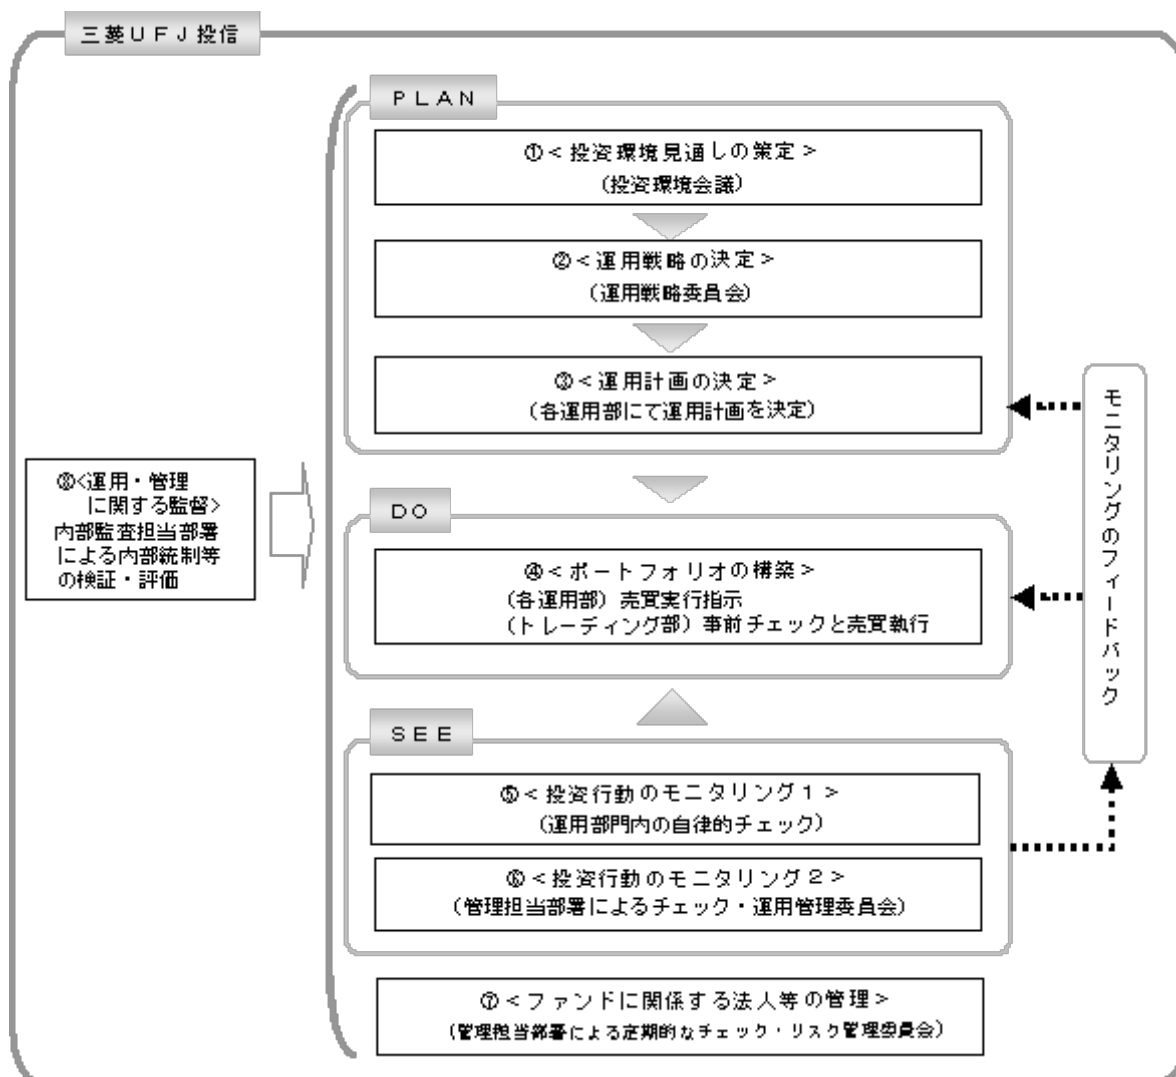 三菱UFJ投信
PLAN
①<投資環境見通しの策定>
(投資環境会議)
②<運用戦略の決定>
(運用戦略委員会)
③<運用計画の決定>
(各運用部にて運用計画を決定)
⑧<運用・管理
に関する監督>
内部監査担当部署
による内部統制等
の検証・評価
DO
④<ポートフォリオの構築>
(各運用部) 売買実行指示
(トレーディング部) 事前チェックと売買執行
SEE
⑤<投資行動のモニタリング1>
(運用部門内の自律的チェック)
⑥<投資行動のモニタリング2>
(管理担当部署によるチェック・運用管理委員会)
⑦<ファンドに関係する法人等の管理>
(管理担当部署による定期的なチェック・リスク管理委員会)
モニタリングのフィードバック